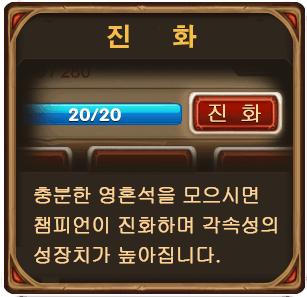 진 화
20/20
진 화
충분한 영혼석을 모으시면
챔피언이 진화하며 각속성의
성장치가 높아집니다.